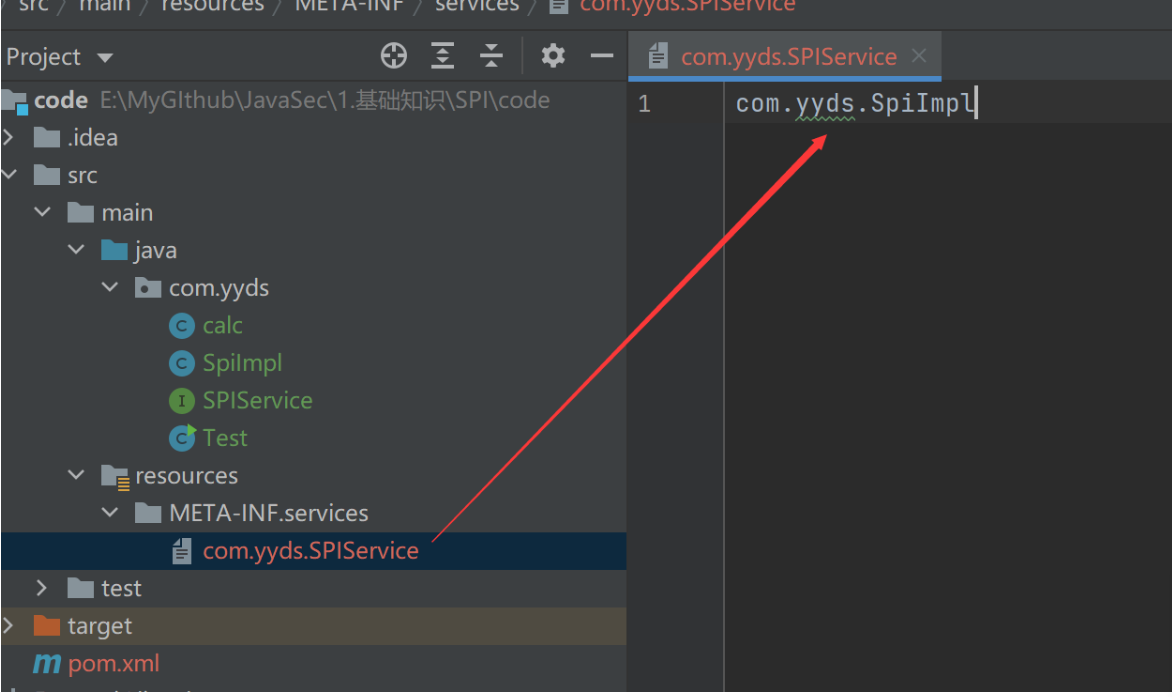 src / main / resources / META-INF / services / com.yyds.SPIService
Project
com.yyds.SPIService
code E:\MyGIthub\JavaSec\1.基础知识\SPI\code
1
com.yyds.SpiImpl
.idea
src
main
java
com.yyds
calc
SpiImpl
SPIService
Test
resources
META-INF.services
com.yyds.SPIService
test
target
pom.xml